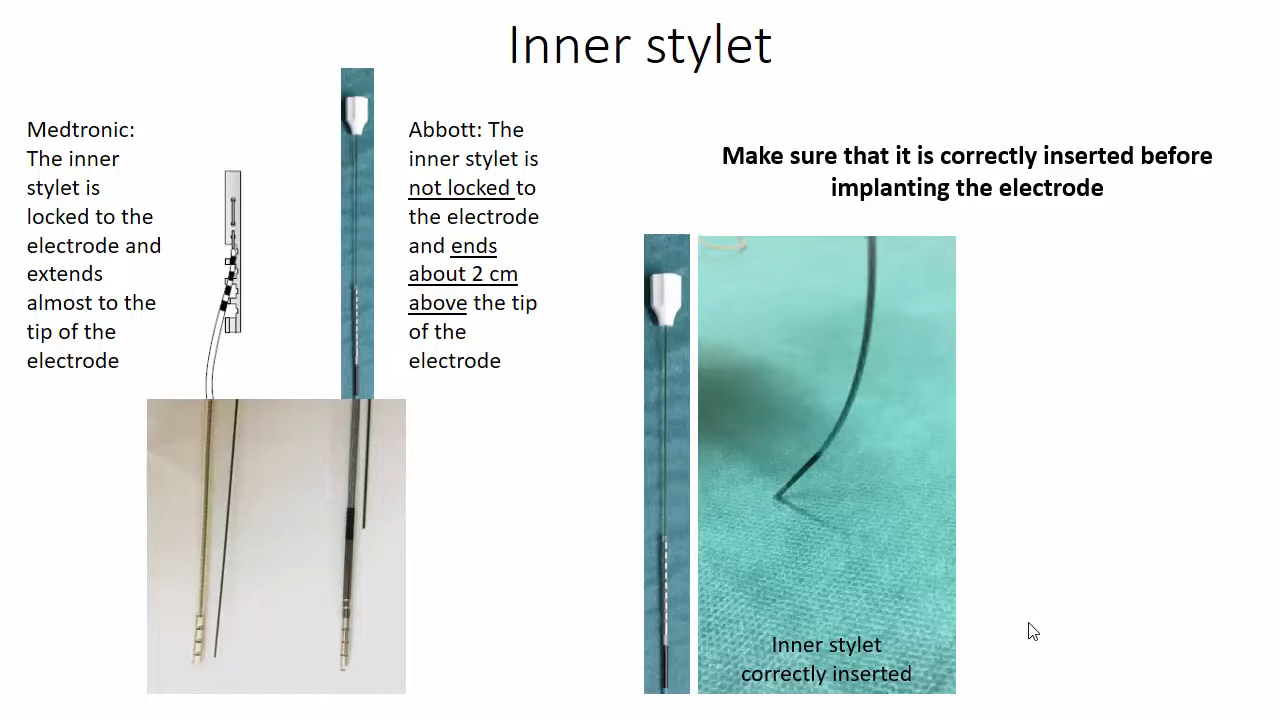 Inner stylet
Medtronic:
The inner
stylet is
locked to the
electrode and
extends
almost to the
tip of the
electrode
Abbott: The
inner stylet is
not locked to
the electrode
and ends
about 2 cm
above the tip
of the
electrode
Make sure that it is correctly inserted before
implanting the electrode
Inner stylet
correctly inserted